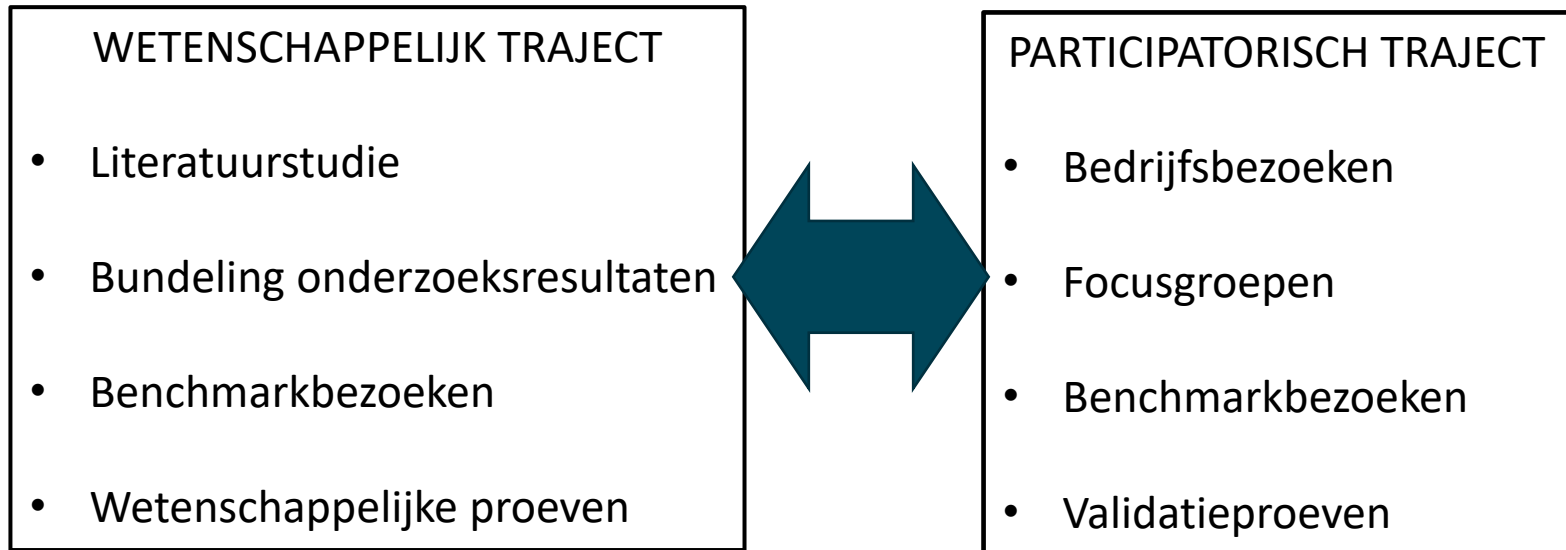 WETENSCHAPPELIJK TRAJECT
• Literatuurstudie
• Bundeling onderzoeksresultaten
• Benchmarkbezoeken
• Wetenschappelijke proeven
PARTICIPATORISCH TRAJECT
• Bedrijfsbezoeken
• Focusgroepen
• Benchmarkbezoeken
• Validatieproeven